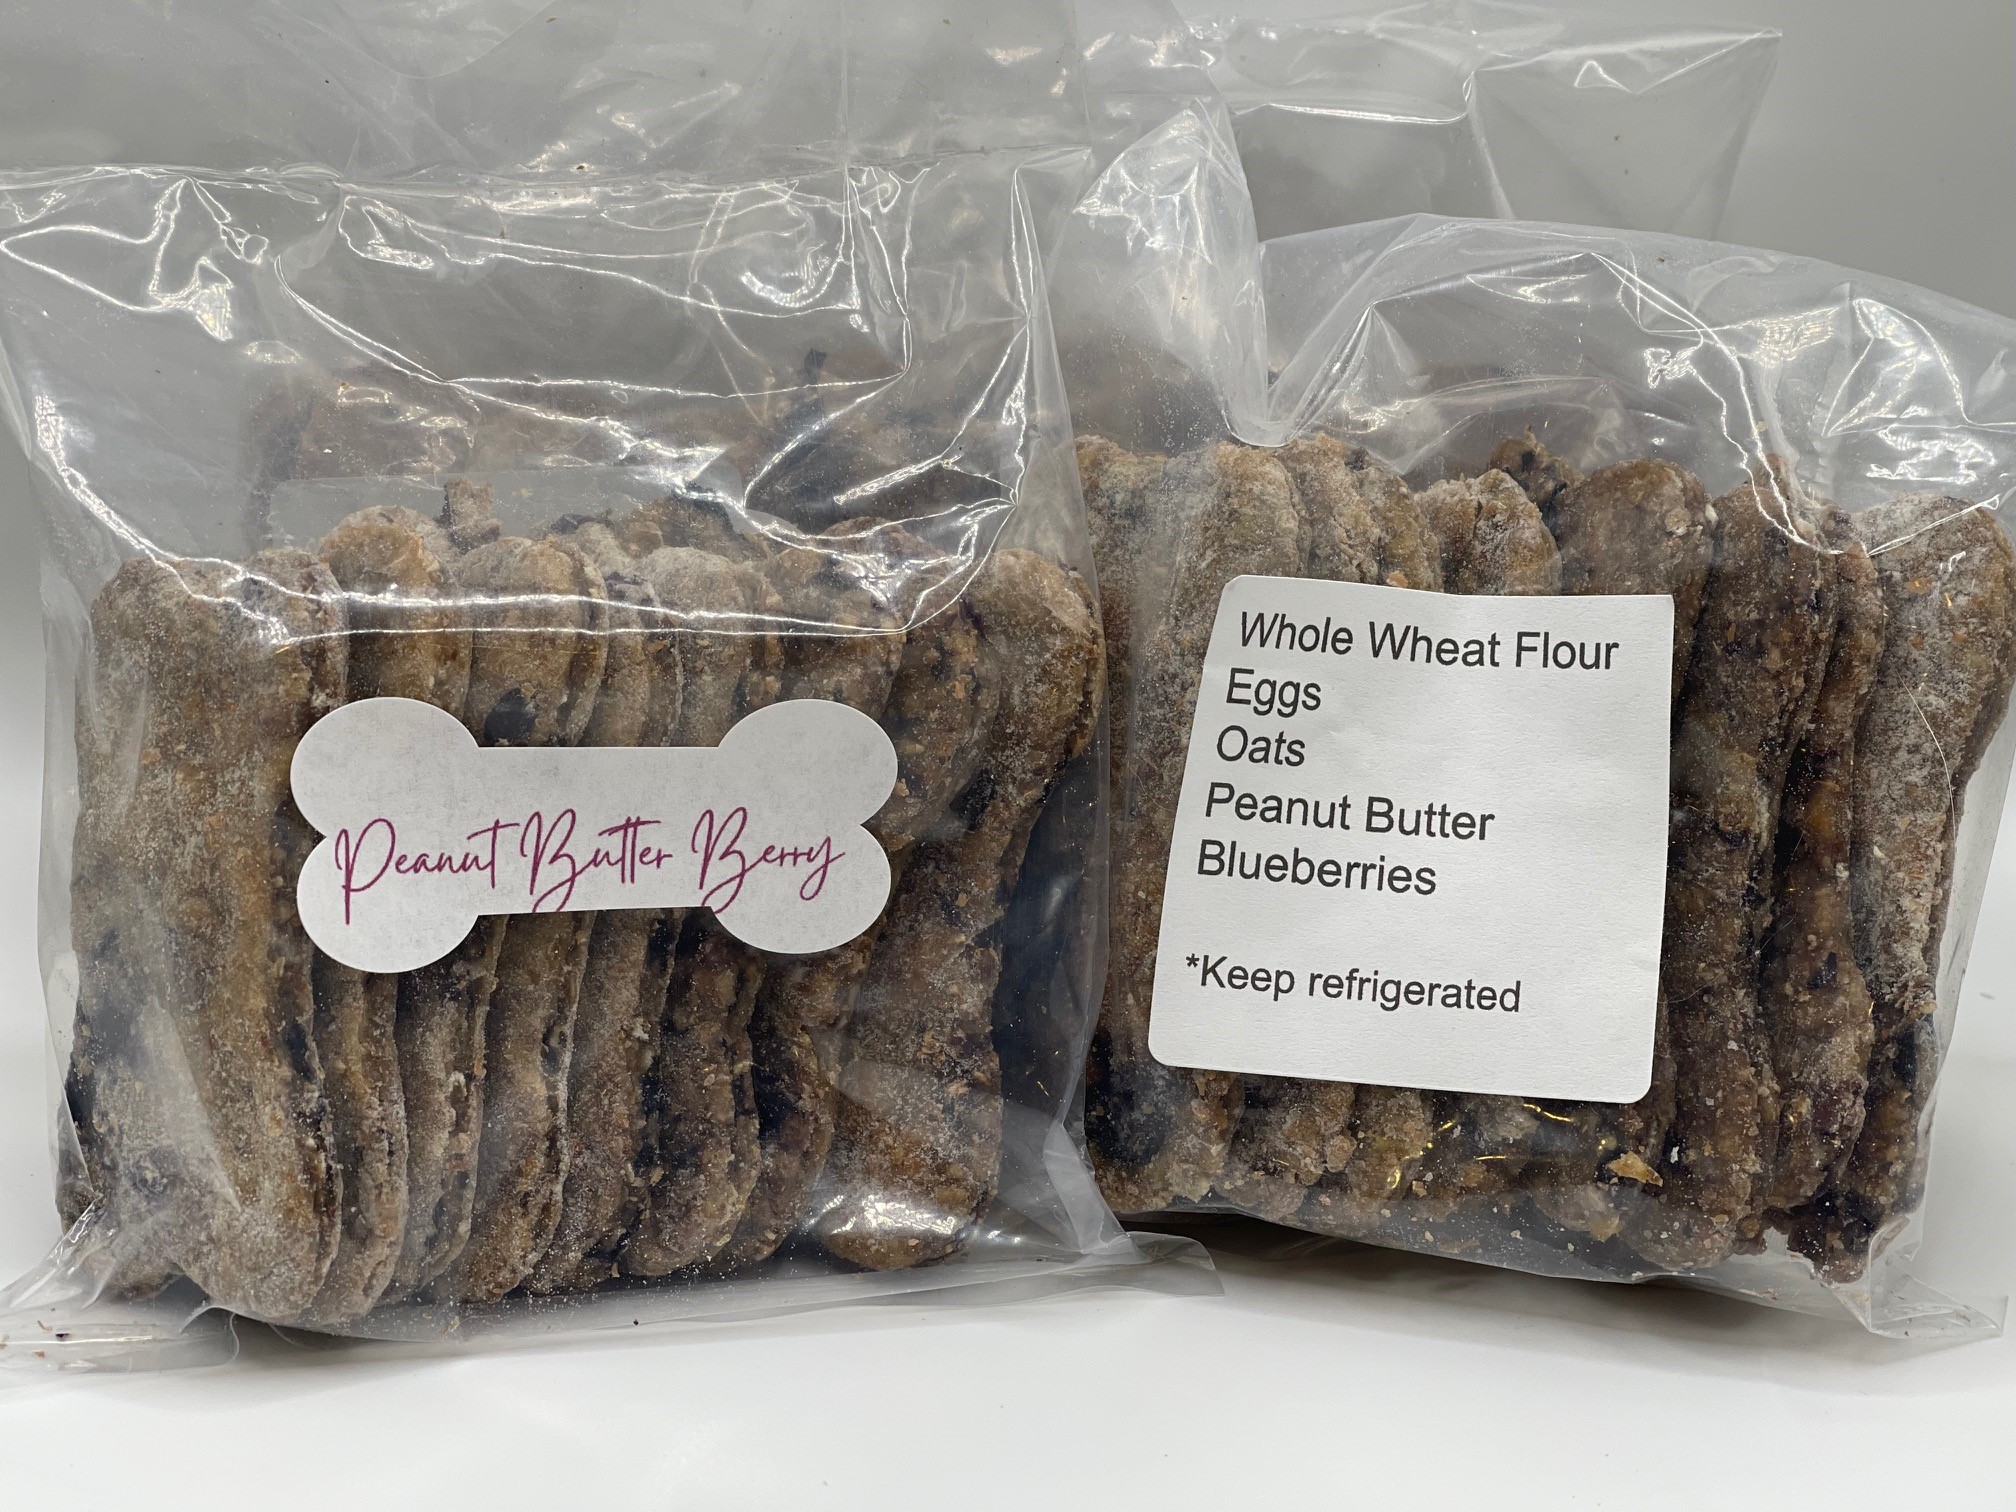 Peanut Butter Berry
Whole Wheat Flour
Eggs
Oats
Peanut Butter
Blueberries
*Keep refrigerated